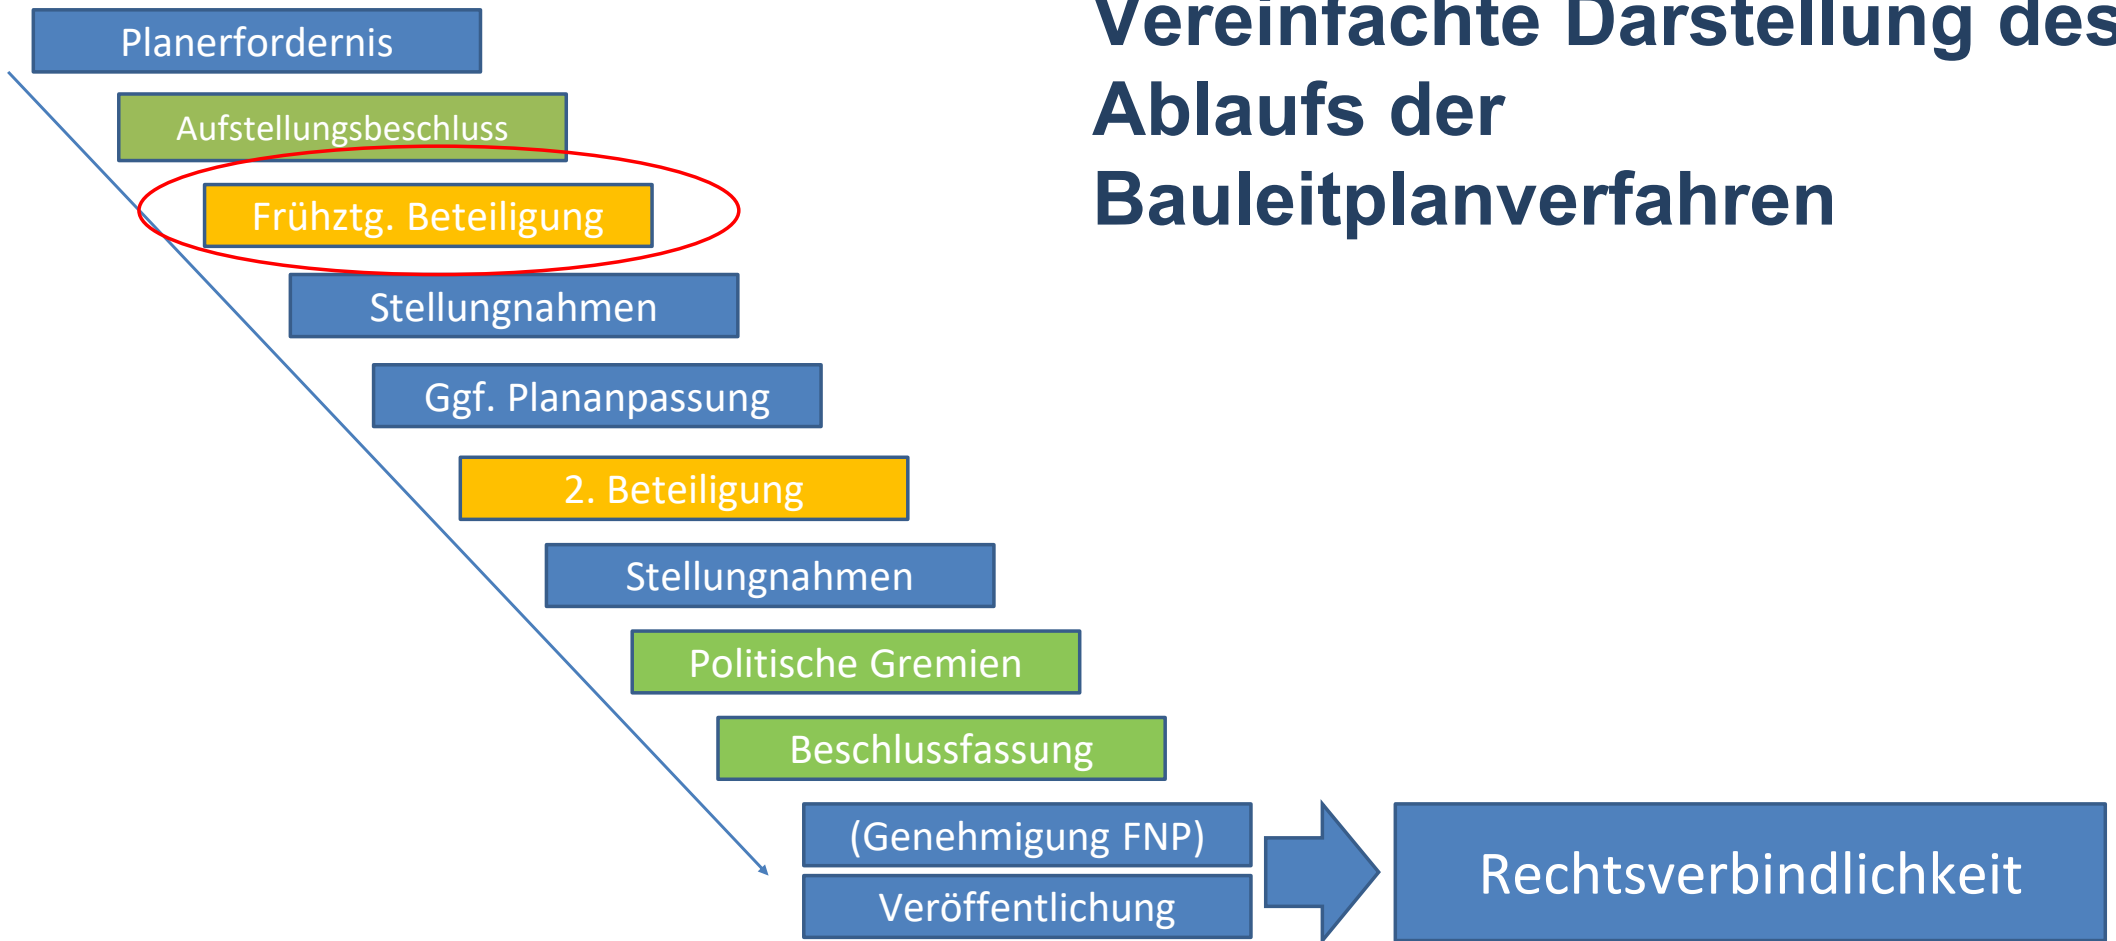 Vereinfachte Darstellung des
Ablaufs der
Bauleitplanverfahren
Planerfordernis
Aufstellungsbeschluss
Frühztg. Beteiligung
Stellungnahmen
Ggf. Plananpassung
2. Beteiligung
Stellungnahmen
Politische Gremien
Beschlussfassung
(Genehmigung FNP)
Veröffentlichung
Rechtsverbindlichkeit